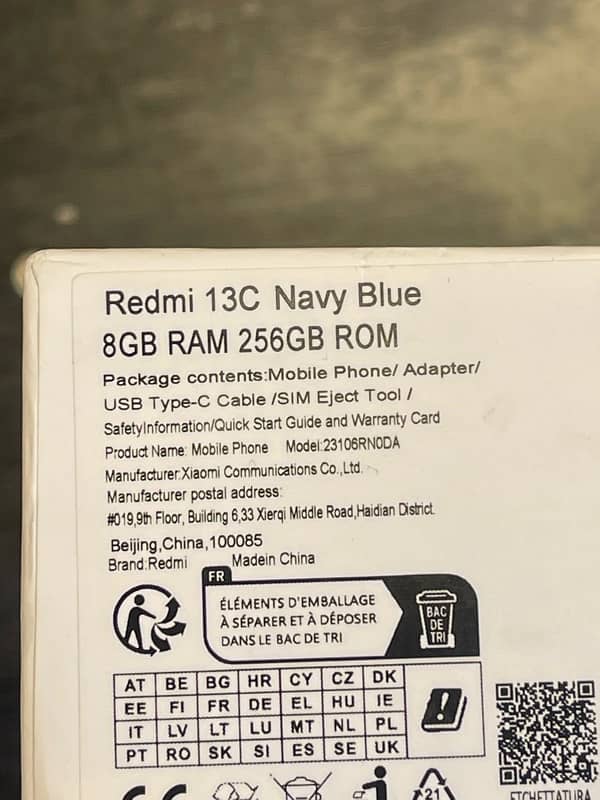 Redmi 13C Navy Blue
8GB RAM 256GB ROM
Package contents:Mobile Phone/ Adapter/
USB Type-C Cable /SIM Eject Tool /
SafetyInformation/Quick Start Guide and Warranty Card
Product Name: Mobile Phone Model:23106RN0DA
Manufacturer:Xiaomi Communications Co.,Ltd.
Manufacturer postal address:
#019,9th Floor, Building 6,33 Xierqi Middle Road,Haidian District.
Beijing,China,100085
Brand:Redmi Madein China
FR
ÉLÉMENTS D'EMBALLAGE
À SÉPARER ET À DÉPOSER
DANS LE BAC DE TRI
BAC
DE
TRI
AT BE BG HR CY CZ DK
EE FI FR DE EL HU IE
IT LV LT LU MT NL PL
PT RO SK SI ES SE UK
!
CE
21
ETCHETTATURA